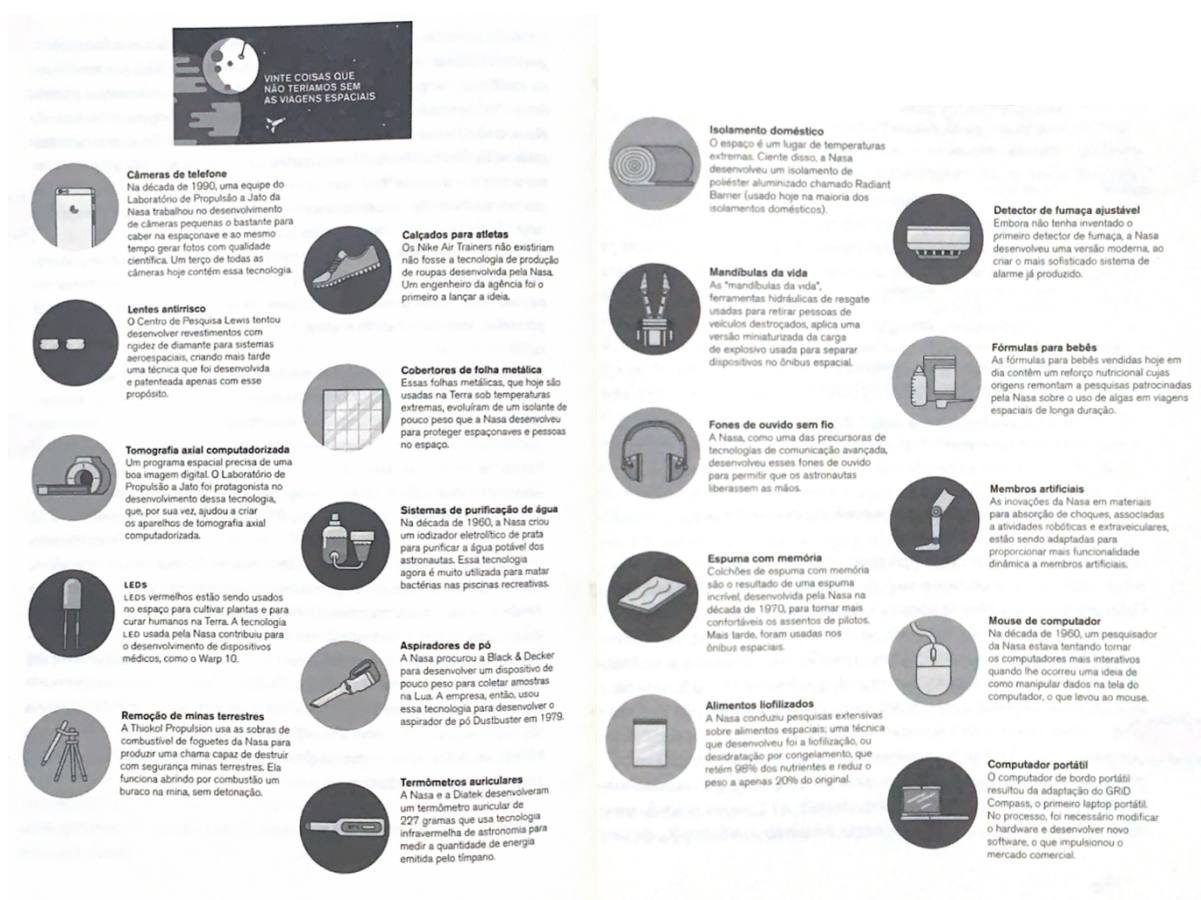 VINTE COISAS QUE
NÃO TERÍAMOS SEM
AS VIAGENS ESPACIAIS
Câmeras de telefone
Na década de 1990, uma equipe do
Laboratório de Propulsão a Jato da
Nasa trabalhou no desenvolvimento
de câmeras pequenas o bastante para
caber na espaçonave e ao mesmo
tempo gerar fotos com qualidade
científica. Um terço de todas as
câmeras hoje contém essa tecnologia.
Lentes antirrisco
O Centro de Pesquisa Lewis tentou
desenvolver revestimentos com
rigidez de diamante para sistemas
aeroespaciais, criando mais tarde
uma técnica que foi desenvolvida
e patenteada apenas com esse
propósito.
Tomografia axial computadorizada
Um programa espacial precisa de uma
boa imagem digital. O Laboratório de
Propulsão a Jato foi protagonista no
desenvolvimento dessa tecnologia,
que, por sua vez, ajudou a criar
os aparelhos de tomografia axial
computadorizada.
LEDs
LEDs vermelhos estão sendo usados
no espaço para cultivar plantas e para
curar humanos na Terra. A tecnologia
LED usada pela Nasa contribuiu para
o desenvolvimento de dispositivos
médicos, como o Warp 10.
Remoção de minas terrestres
A Thiokol Propulsion usa as sobras de
combustível de foguetes da Nasa para
produzir uma chama capaz de destruir
com segurança minas terrestres. Ela
funciona abrindo por combustão um
buraco na mina, sem detonação.
Calçados para atletas
Os Nike Air Trainers não existiriam
não fosse a tecnologia de produção
de roupas desenvolvida pela Nasa.
Um engenheiro da agência foi o
primeiro a lançar a ideia.
Cobertores de folha metálica
Essas folhas metálicas, que hoje são
usadas na Terra sob temperaturas
extremas, evoluíram de um isolante de
pouco peso que a Nasa desenvolveu
para proteger espaçonaves e pessoas
no espaço.
Sistemas de purificação de água
Na década de 1960, a Nasa criou
um iodizador eletrolítico de prata
para purificar a água potável dos
astronautas. Essa tecnologia
agora é muito utilizada para matar
bactérias nas piscinas recreativas.
Aspiradores de pó
A Nasa procurou a Black & Decker
para desenvolver um dispositivo de
pouco peso para coletar amostras
na Lua. A empresa, então, usou
essa tecnologia para desenvolver o
aspirador de pó Dustbuster em 1979.
Termômetros auriculares
A Nasa e a Diatek desenvolveram
um termômetro auricular de
227 gramas que usa tecnologia
infravermelha de astronomia para
medir a quantidade de energia
emitida pelo tímpano.
Isolamento doméstico
O espaço é um lugar de temperaturas
extremas. Ciente disso, a Nasa
desenvolveu um isolamento de
poliéster aluminizado chamado Radiant
Barrier (usado hoje na maioria dos
isolamentos domésticos).
Mandíbulas da vida
As "mandíbulas da vida",
ferramentas hidráulicas de resgate
usadas para retirar pessoas de
veículos destroçados, aplica uma
versão miniaturizada da carga
de explosivo usada para separar
dispositivos no ônibus espacial.
Fones de ouvido sem fio
A Nasa, como uma das precursoras de
tecnologias de comunicação avançada,
desenvolveu esses fones de ouvido
para permitir que os astronautas
liberassem as mãos.
Espuma com memória
Colchões de espuma com memória
são o resultado de uma espuma
incrível, desenvolvida pela Nasa na
década de 1970, para tornar mais
confortáveis os assentos de pilotos.
Mais tarde, foram usadas nos
ônibus espaciais.
Alimentos liofilizados
A Nasa conduziu pesquisas extensivas
sobre alimentos espaciais; uma técnica
que desenvolveu foi a liofilização, ou
desidratação por congelamento, que
retém 98% dos nutrientes e reduz o
peso a apenas 20% do original.
Detector de fumaça ajustável
Embora não tenha inventado o
primeiro detector de fumaça, a Nasa
desenvolveu uma versão moderna, ao
criar o mais sofisticado sistema de
alarme já produzido.
Fórmulas para bebês
As fórmulas para bebês vendidas hoje em
dia contêm um reforço nutricional cujas
origens remontam a pesquisas patrocinadas
pela Nasa sobre o uso de algas em viagens
espaciais de longa duração.
Membros artificiais
As inovações da Nasa em materiais
para absorção de choques, associadas
a atividades robóticas e extraveiculares,
estão sendo adaptadas para
proporcionar mais funcionalidade
dinâmica a membros artificiais.
Mouse de computador
Na década de 1960, um pesquisador
da Nasa estava tentando tornar
os computadores mais interativos
quando lhe ocorreu uma ideia de
como manipular dados na tela do
computador, o que levou ao mouse.
Computador portátil
O computador de bordo portátil
resultou da adaptação do GRiD
Compass, o primeiro laptop portátil.
No processo, foi necessário modificar
o hardware e desenvolver novo
software, o que impulsionou o
mercado comercial.